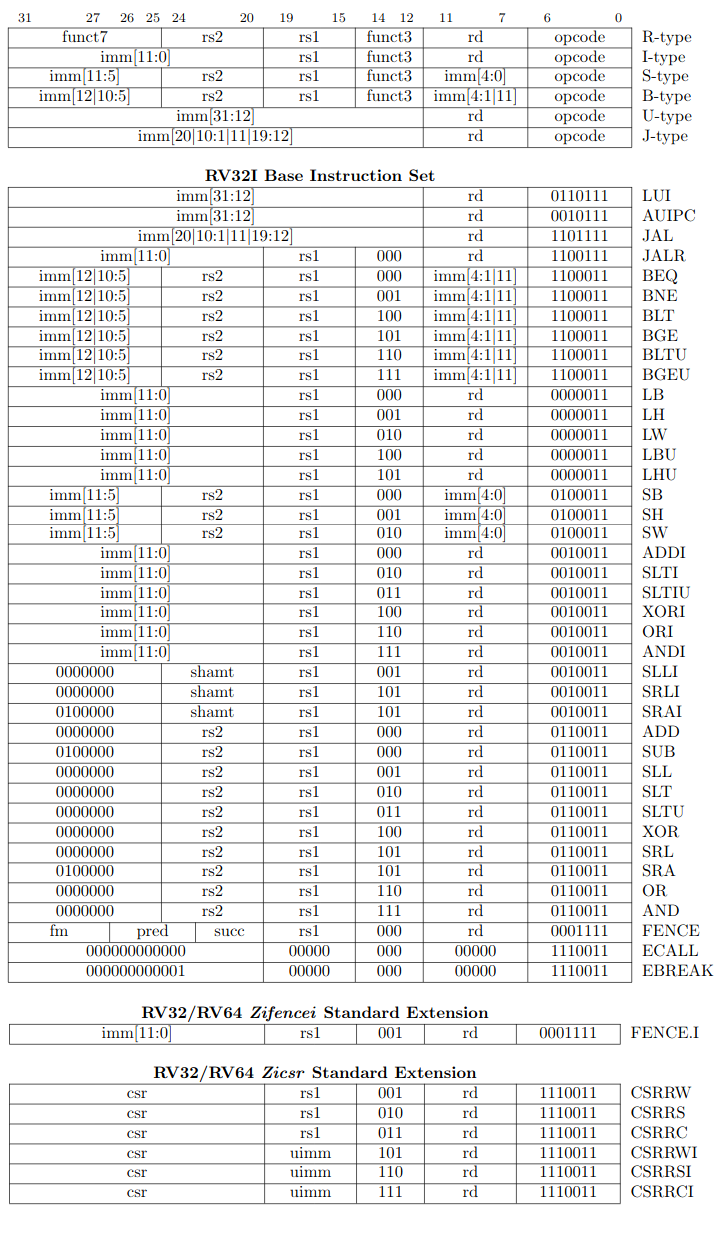 31 27 26 25 24 20 19 15 14 12 11 7 6 0
funct7 rs2 rs1 funct3 rd opcode R-type
imm[11:0] rs1 funct3 rd opcode I-type
imm[11:5] rs2 rs1 funct3 imm[4:0] opcode S-type
imm[12|10:5] rs2 rs1 funct3 imm[4:1|11] opcode B-type
imm[31:12] rd opcode U-type
imm[20|10:1|11|19:12] rd opcode J-type
RV32I Base Instruction Set
imm[31:12] rd 0110111 LUI
imm[31:12] rd 0010111 AUIPC
imm[20|10:1|11|19:12] rd 1101111 JAL
imm[11:0] rs1 000 rd 1100111 JALR
imm[12|10:5] rs2 rs1 000 imm[4:1|11] 1100011 BEQ
imm[12|10:5] rs2 rs1 001 imm[4:1|11] 1100011 BNE
imm[12|10:5] rs2 rs1 100 imm[4:1|11] 1100011 BLT
imm[12|10:5] rs2 rs1 101 imm[4:1|11] 1100011 BGE
imm[12|10:5] rs2 rs1 110 imm[4:1|11] 1100011 BLTU
imm[12|10:5] rs2 rs1 111 imm[4:1|11] 1100011 BGEU
imm[11:0] rs1 000 rd 0000011 LB
imm[11:0] rs1 001 rd 0000011 LH
imm[11:0] rs1 010 rd 0000011 LW
imm[11:0] rs1 100 rd 0000011 LBU
imm[11:0] rs1 101 rd 0000011 LHU
imm[11:5] rs2 rs1 000 imm[4:0] 0100011 SB
imm[11:5] rs2 rs1 001 imm[4:0] 0100011 SH
imm[11:5] rs2 rs1 010 imm[4:0] 0100011 SW
imm[11:0] rs1 000 rd 0010011 ADDI
imm[11:0] rs1 010 rd 0010011 SLTI
imm[11:0] rs1 011 rd 0010011 SLTIU
imm[11:0] rs1 100 rd 0010011 XORI
imm[11:0] rs1 110 rd 0010011 ORI
imm[11:0] rs1 111 rd 0010011 ANDI
0000000 shamt rs1 001 rd 0010011 SLLI
0000000 shamt rs1 101 rd 0010011 SRLI
0100000 shamt rs1 101 rd 0010011 SRAI
0000000 rs2 rs1 000 rd 0110011 ADD
0100000 rs2 rs1 000 rd 0110011 SUB
0000000 rs2 rs1 001 rd 0110011 SLL
0000000 rs2 rs1 010 rd 0110011 SLT
0000000 rs2 rs1 011 rd 0110011 SLTU
0000000 rs2 rs1 100 rd 0110011 XOR
0000000 rs2 rs1 101 rd 0110011 SRL
0100000 rs2 rs1 101 rd 0110011 SRA
0000000 rs2 rs1 110 rd 0110011 OR
0000000 rs2 rs1 111 rd 0110011 AND
fm pred succ rs1 000 rd 0001111 FENCE
000000000000 00000 000 00000 1110011 ECALL
000000000001 00000 000 00000 1110011 EBREAK
RV32/RV64 Zifencei Standard Extension
imm[11:0] rs1 001 rd 0001111 FENCE.I
RV32/RV64 Zicsr Standard Extension
csr rs1 001 rd 1110011 CSRRW
csr rs1 010 rd 1110011 CSRRS
csr rs1 011 rd 1110011 CSRRC
csr uimm 101 rd 1110011 CSRRWI
csr uimm 110 rd 1110011 CSRRSI
csr uimm 111 rd 1110011 CSRRCI